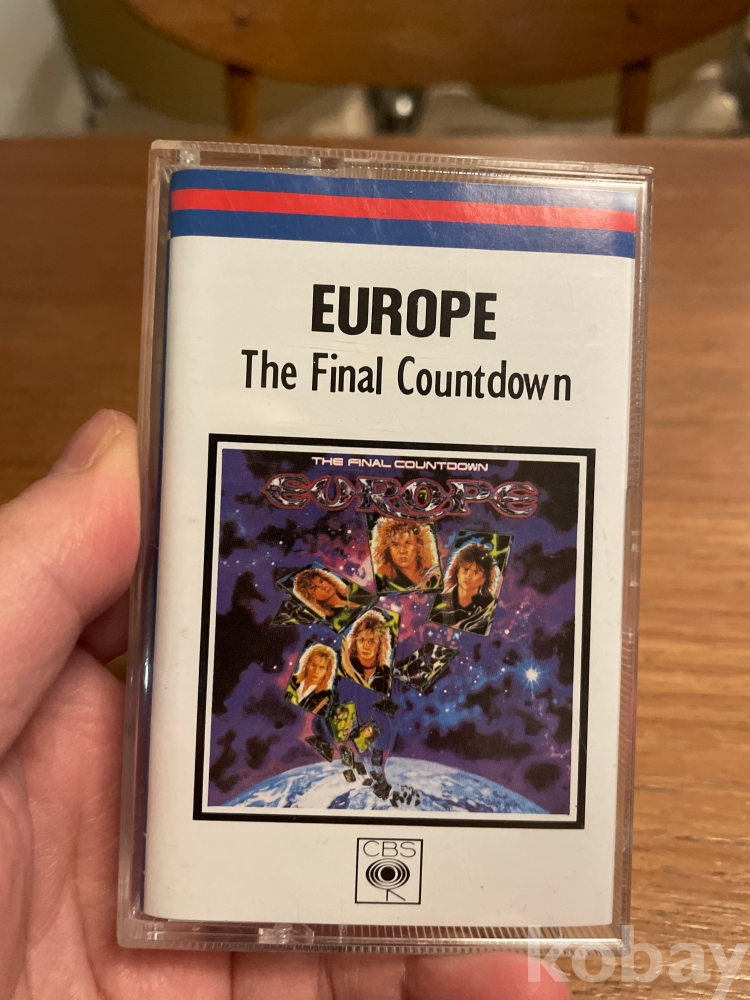 EUROPE
The Final Countdown
THE FINAL COUNTDOWN
EUROPE
CBS
kobay